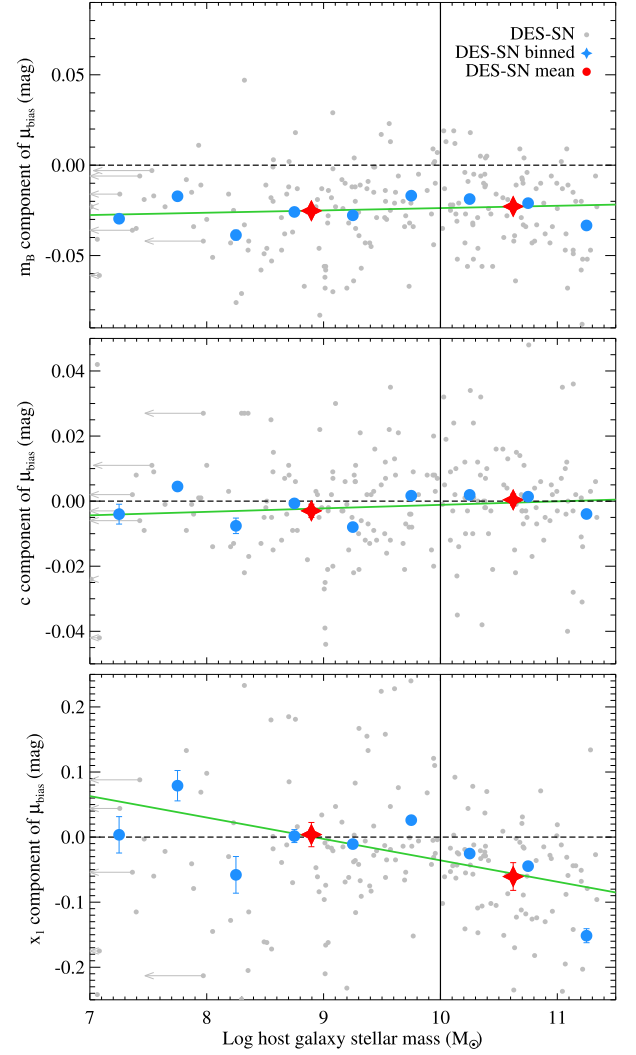 DES-SN
DES-SN binned
DES-SN mean
0.05
0.00
-0.05
m_B component of μ_bias (mag)
0.04
0.02
0.00
-0.02
-0.04
c component of μ_bias (mag)
0.2
0.1
0.0
-0.1
-0.2
x_1 component of μ_bias (mag)
7 8 9 10 11
Log host galaxy stellar mass (M_⊙)